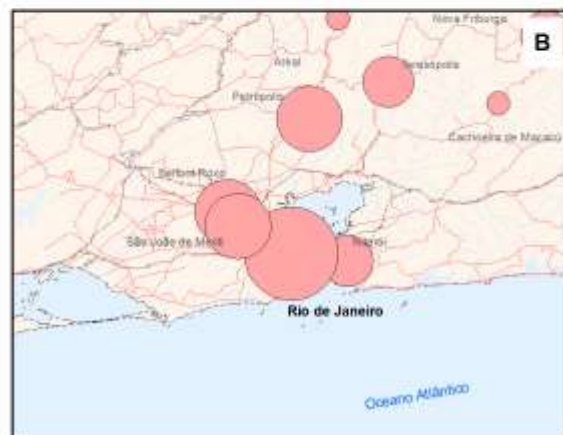 Nova Friburgo
B
Areal
Teresópolis
Petrópolis
Cachoeira de Macacu
Belford Roxo
São João de Meriti
Niterói
Rio de Janeiro
Oceano Atlântico